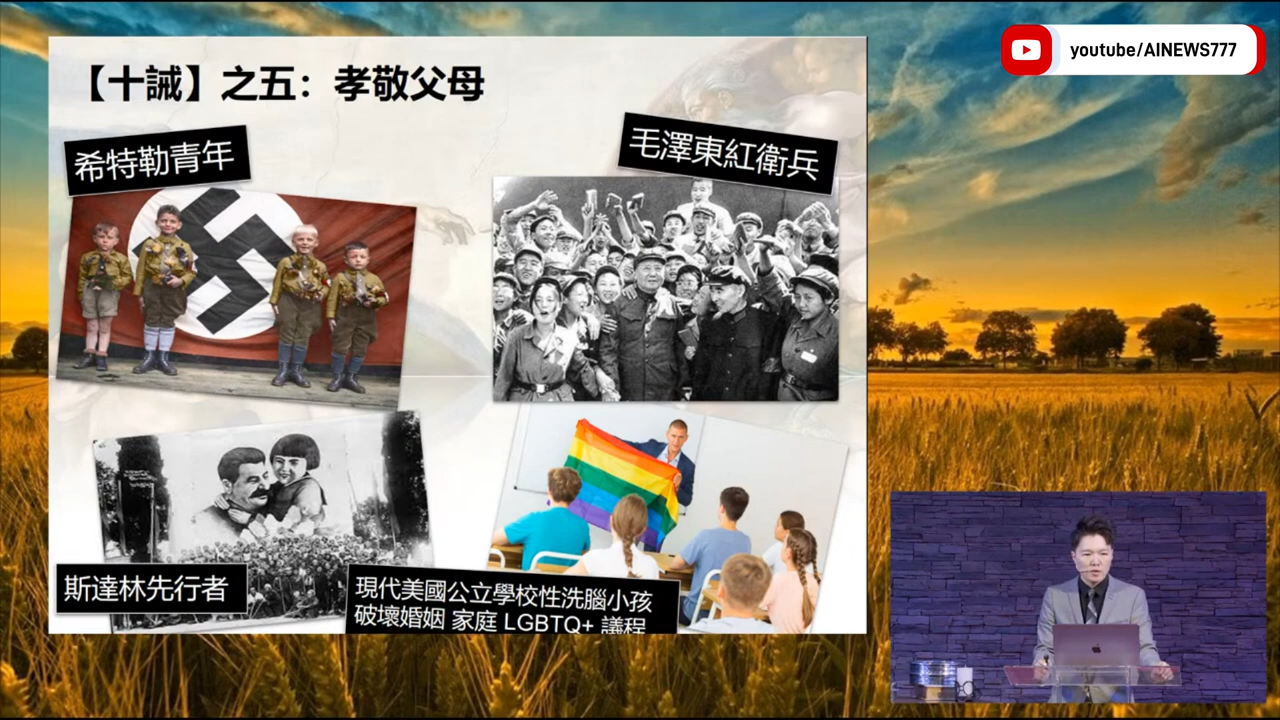 youtube/AINEWS777
【十誡】之五：孝敬父母
希特勒青年
毛澤東紅衛兵
斯達林先行者
現代美國公立學校性洗腦小孩
破壞婚姻 家庭 LGBTQ+ 議程